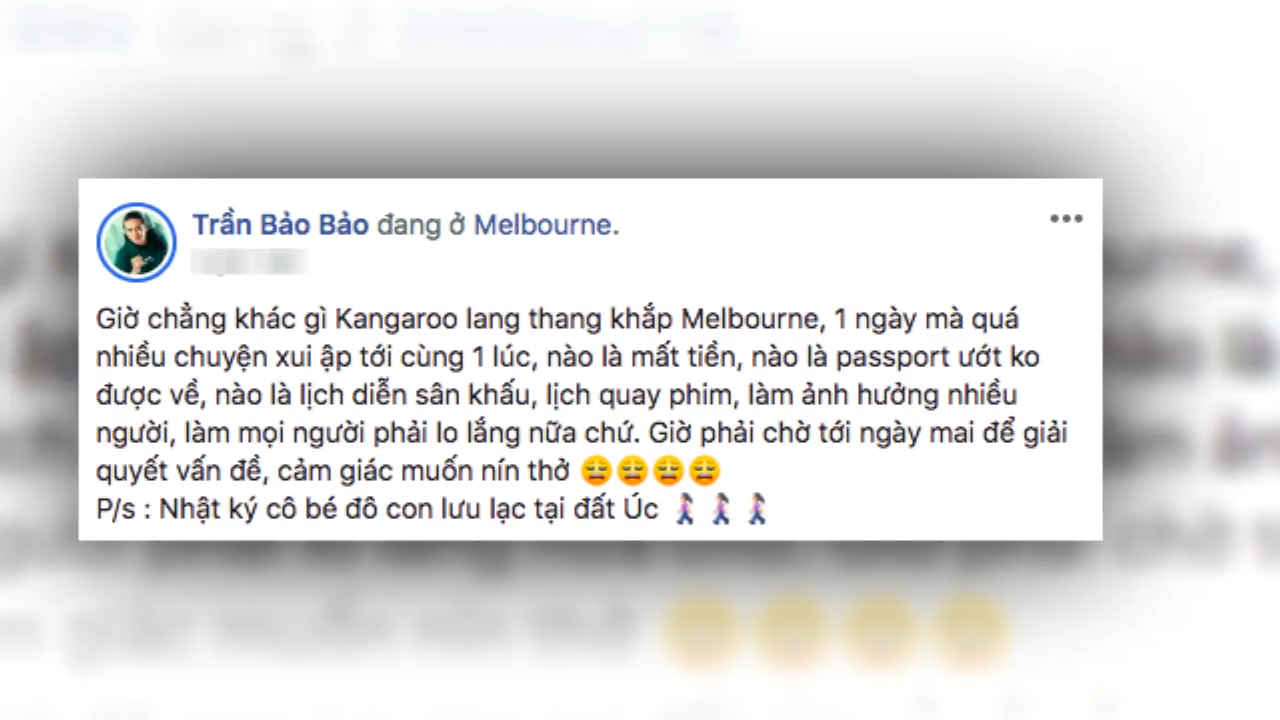 Trần Bảo Bảo đang ở Melbourne.
Giờ chẳng khác gì Kangaroo lang thang khắp Melbourne, 1 ngày mà quá
nhiều chuyện xui ập tới cùng 1 lúc, nào là mất tiền, nào là passport ướt ko
được về, nào là lịch diễn sân khấu, lịch quay phim, làm ảnh hưởng nhiều
người, làm mọi người phải lo lắng nữa chứ. Giờ phải chờ tới ngày mai để giải
quyết vấn đề, cảm giác muốn nín thở 😩😩😩😩
P/s : Nhật ký cô bé đô con lưu lạc tại đất Úc 🚶🏻‍♀️🚶🏻‍♀️🚶🏻‍♀️